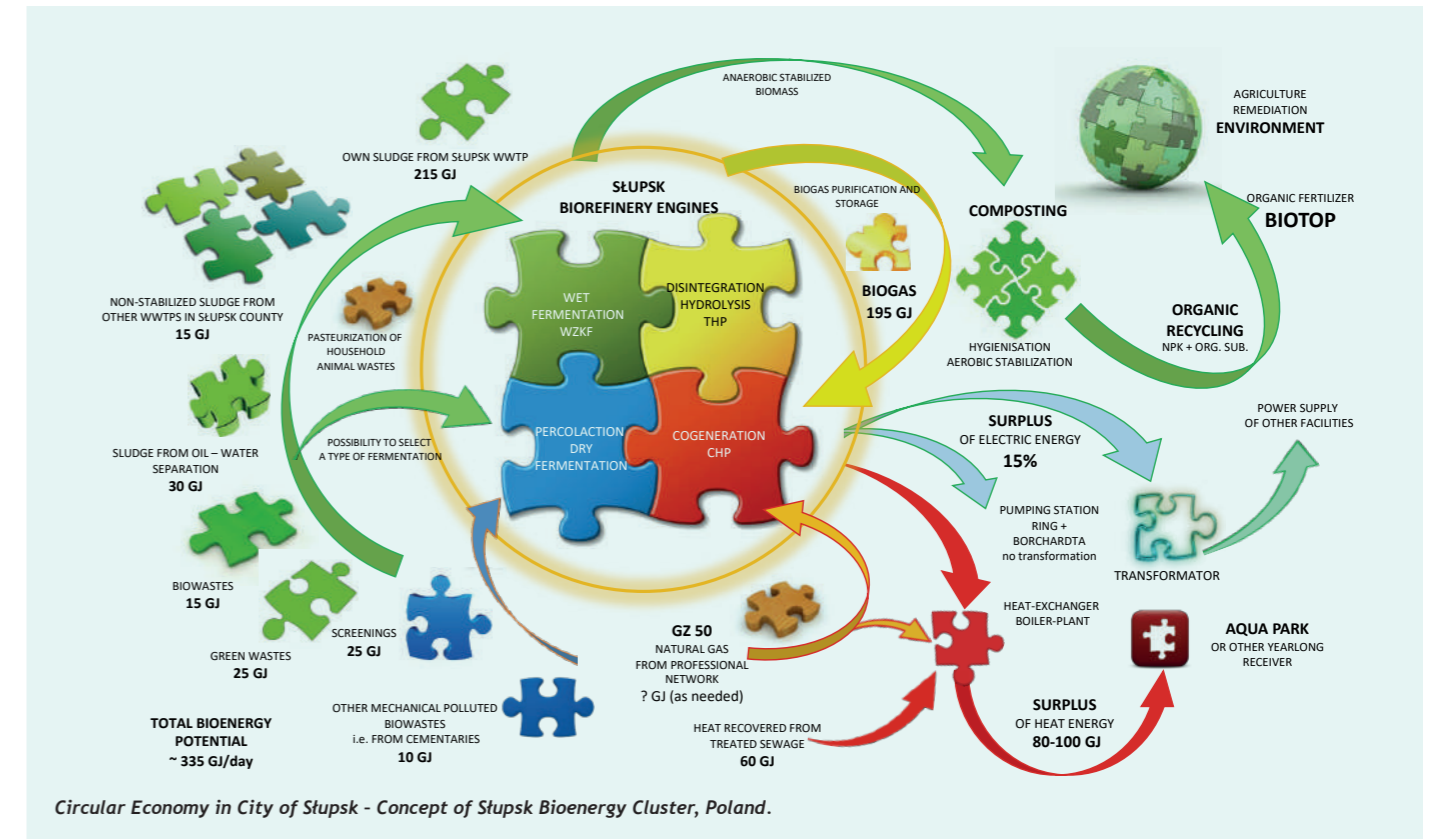 ANAEROBIC STABILIZED
BIOMASS
AGRICULTURE
REMEDIATION
ENVIRONMENT
OWN SLUDGE FROM SŁUPSK WWTP
215 GJ
SŁUPSK
BIOREFINERY ENGINES
BIOGAS PURIFICATION AND
STORAGE
COMPOSTING
ORGANIC FERTILIZER
BIOTOP
NON-STABILIZED SLUDGE FROM
OTHER WWTPS IN SŁUPSK COUNTY
15 GJ
WET
FERMENTATION
WZKF
DISINTEGRATION
HYDROLYSIS
THP
BIOGAS
195 GJ
PASTEURIZATION OF
HOUSEHOLD
ANIMAL WASTES
HYGIENISATION
AEROBIC STABILIZATION
ORGANIC
RECYCLING
NPK + ORG. SUB.
SLUDGE FROM OIL – WATER
SEPARATION
30 GJ
POSSIBILITY TO SELECT
A TYPE OF FERMENTATION
PERCOLACTION
DRY
FERMENTATION
COGENERATION
CHP
SURPLUS
OF ELECTRIC ENERGY
15%
POWER SUPPLY
OF OTHER FACILITIES
PUMPING STATION
RING +
BORCHARDTA
no transformation
TRANSFORMATOR
BIOWASTES
15 GJ
GREEN WASTES
25 GJ
SCREENINGS
25 GJ
GZ 50
NATURAL GAS
FROM PROFESSIONAL
NETWORK
? GJ (as needed)
HEAT-EXCHANGER
BOILER-PLANT
AQUA PARK
OR OTHER YEARLONG
RECEIVER
TOTAL BIOENERGY
POTENTIAL
~ 335 GJ/day
OTHER MECHANICAL POLLUTED
BIOWASTES
i.e. FROM CEMENTARIES
10 GJ
HEAT RECOVERED FROM
TREATED SEWAGE
60 GJ
SURPLUS
OF HEAT ENERGY
80-100 GJ
Circular Economy in City of Słupsk - Concept of Słupsk Bioenergy Cluster, Poland.